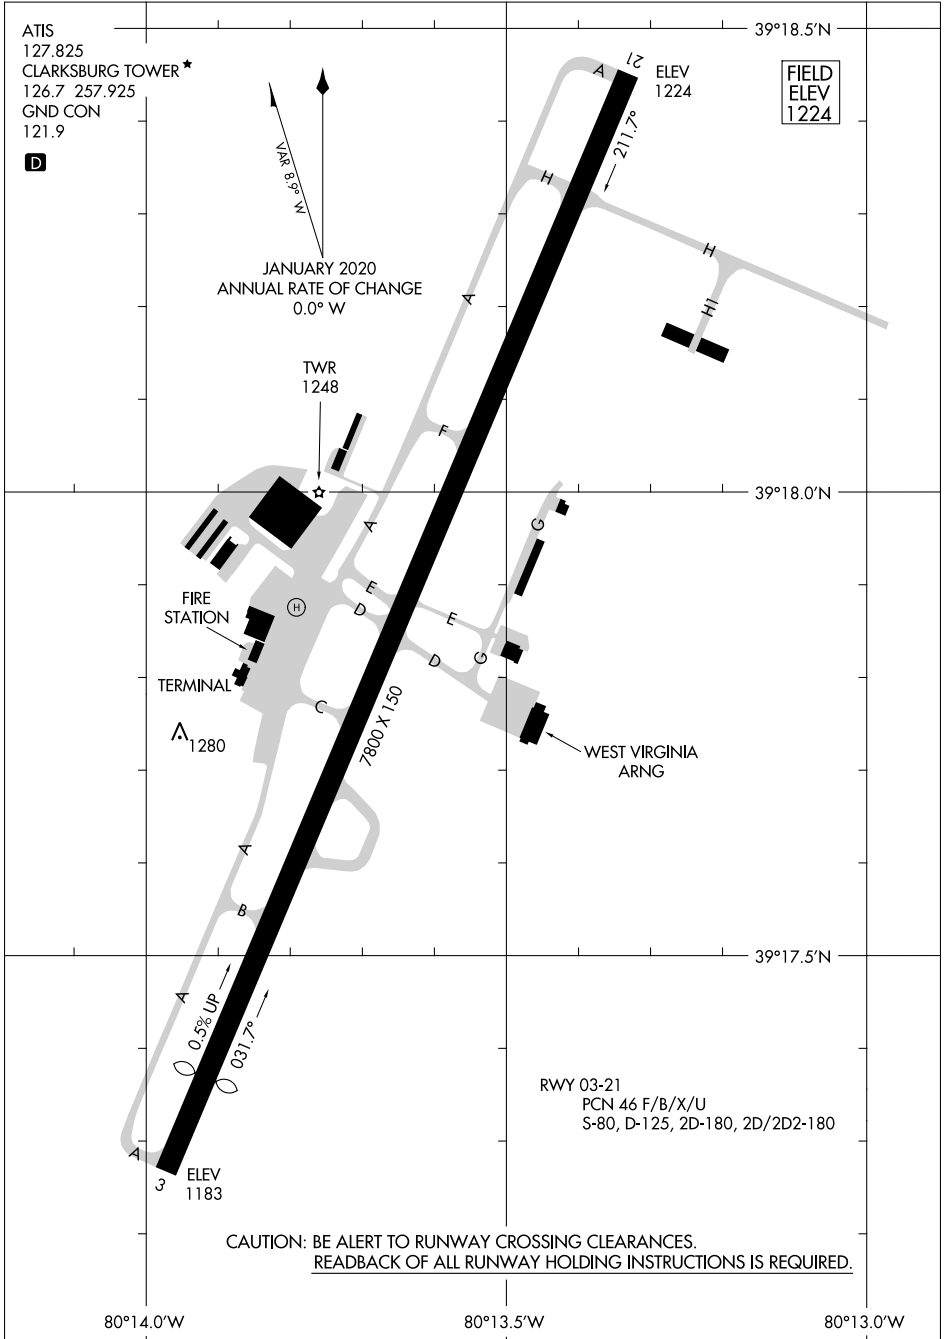 ATIS
127.825
CLARKSBURG TOWER ★
126.7 257.925
GND CON
121.9
D
39°18.5'N
FIELD
ELEV
1224
21
A
ELEV
1224
211.7°
VAR 8.9° W
JANUARY 2020
ANNUAL RATE OF CHANGE
0.0° W
H
H
A
H1
TWR
1248
F
39°18.0'N
A
G
E
D
H
E
FIRE
STATION
D
G
TERMINAL
C
7800 X 150
1280
WEST VIRGINIA
ARNG
A
B
39°17.5'N
A
0.5% UP
031.7°
RWY 03-21
PCN 46 F/B/X/U
S-80, D-125, 2D-180, 2D/2D2-180
A
3
ELEV
1183
CAUTION: BE ALERT TO RUNWAY CROSSING CLEARANCES.
READBACK OF ALL RUNWAY HOLDING INSTRUCTIONS IS REQUIRED.
80°14.0'W
80°13.5'W
80°13.0'W